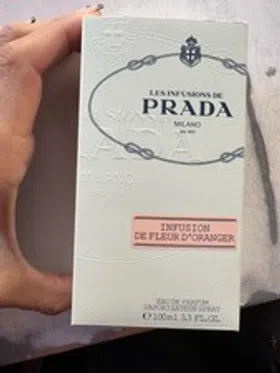 LES INFUSIONS DE
PRADA
MILANO
INFUSION
DE FLEUR D'ORANGER
EAU DE PARFUM
VAPORISATEUR SPRAY
℮100ml 3.3 FL.OZ.